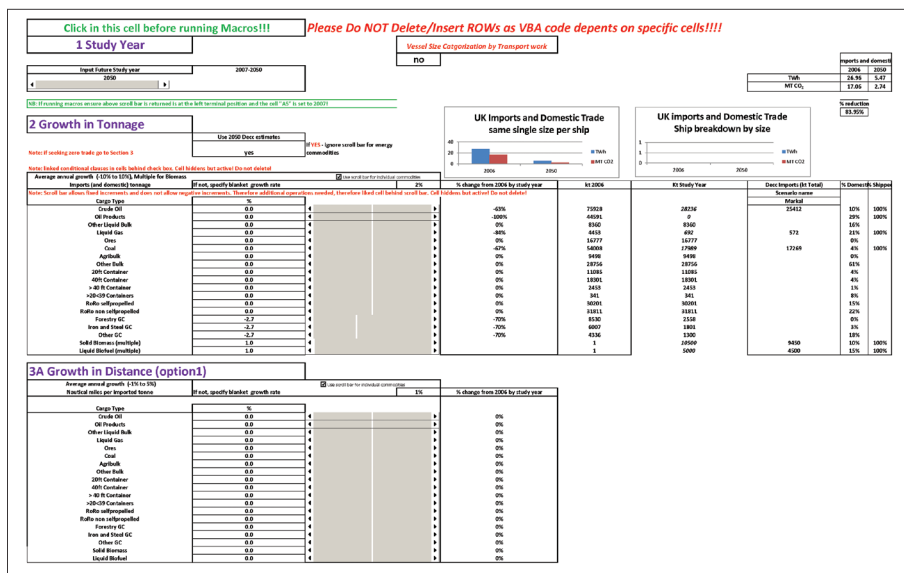 Click in this cell before running Macros!!!
Please Do NOT Delete/Insert ROWs as VBA code depends on specific cells!!!!
1 Study Year
Vessel Size Catgorization by Transport work
no
Input Future Study year 2007-2050
2050
mports and domesti
2006 2050
TWh 26.96 5.47
MT CO2 17.06 2.74
NB: If running macros ensure above scroll bar is returned is at the left terminal position and the cell "A5" is set to 2007!
% reduction
83.95%
2 Growth in Tonnage
Use 2050 Decc estimates
Note: if seeking zero trade go to Section 3
yes
If YES - ignore scroll bar for energy commodities
UK Imports and Domestic Trade
same single size per ship
40
20
0
2006 2050
TWh
MT CO2
UK imports and Domestic Trade
Ship breakdown by size
1
0
2006 2050
TWh
MT CO2
Note: linked conditional clauses in cells behind check box. Cell hiddens but active! Do not delete!
Average annual growth (-10% to 10%), Multiple for Biomass
Use scroll bar for individual commodities
Imports (and domestic) tonnage If not, specify blanket growth rate 2% % change from 2006 by study year kt 2006 Kt Study Year Decc Imports (kt Total) % Domesti % Shipped
Note: Scroll bar allows fixed increments and does not allow negative increments. Therefore additional operations needed, therefore liked cell behind scroll bar. Cell hiddens but active! Do not delete!
Scenario name
Cargo Type % Markal
Crude Oil 0.0 -63% 75928 28236 25412 10% 100%
Oil Products 0.0 -100% 44591 0 29% 100%
Other Liquid Bulk 0.0 0% 8360 8360 16%
Liquid Gas 0.0 -84% 4453 692 572 21% 100%
Ores 0.0 0% 16777 16777 0%
Coal 0.0 -67% 54008 17989 17269 4% 100%
Agribulk 0.0 0% 9498 9498 0%
Other Bulk 0.0 0% 28756 28756 61%
20ft Container 0.0 0% 11085 11085 4%
40ft Container 0.0 0% 18301 18301 4%
> 40 ft Container 0.0 0% 2453 2453 1%
>20<39 Containers 0.0 0% 341 341 8%
RoRo selfpropelled 0.0 0% 30201 30201 15%
RoRo non selfpropelled 0.0 0% 31811 31811 22%
Forestry GC -2.7 -70% 8530 2558 0%
Iron and Steel GC -2.7 -70% 6007 1801 3%
Other GC -2.7 -70% 4336 1300 18%
Solid Biomass (multiple) 1.0 1 10500 9450 10% 100%
Liquid Biofuel (multiple) 1.0 1 5000 4500 15% 100%
3A Growth in Distance (option1)
Average annual growth (-1% to 5%)
Use scroll bar for individual commodities
Nautical miles per imported tonne If not, specify blanket growth rate 1% % change from 2006 by study year
Cargo Type %
Crude Oil 0.0 0%
Oil Products 0.0 0%
Other Liquid Bulk 0.0 0%
Liquid Gas 0.0 0%
Ores 0.0 0%
Coal 0.0 0%
Agribulk 0.0 0%
Other Bulk 0.0 0%
20ft Container 0.0 0%
40ft Container 0.0 0%
> 40 ft Container 0.0 0%
>20<39 Containers 0.0 0%
RoRo selfpropelled 0.0 0%
RoRo non selfpropelled 0.0 0%
Forestry GC 0.0 0%
Iron and Steel GC 0.0 0%
Other GC 0.0 0%
Solid Biomass 0.0 0%
Liquid Biofuel 0.0 0%